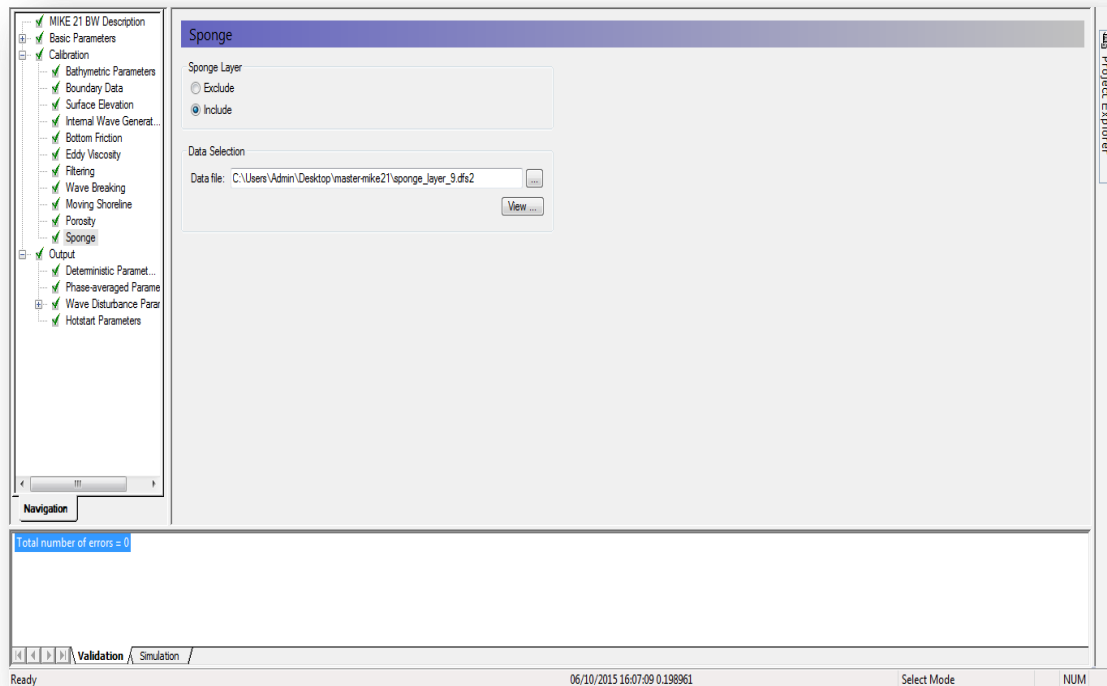 MIKE 21 BW Description
Basic Parameters
Calibration
Bathymetric Parameters
Boundary Data
Surface Elevation
Internal Wave Generat...
Bottom Friction
Eddy Viscosity
Filtering
Wave Breaking
Moving Shoreline
Porosity
Sponge
Output
Deterministic Paramet...
Phase-averaged Parame
Wave Disturbance Parar
Hotstart Parameters
Navigation
Sponge
Sponge Layer
Exclude
Include
Data Selection
Data file: C:\Users\Admin\Desktop\master-mike21\sponge_layer_9.dfs2 ...
View ...
Project Explorer
Total number of errors = 0
Validation Simulation
Ready 06/10/2015 16:07:09 0.198961 Select Mode NUM